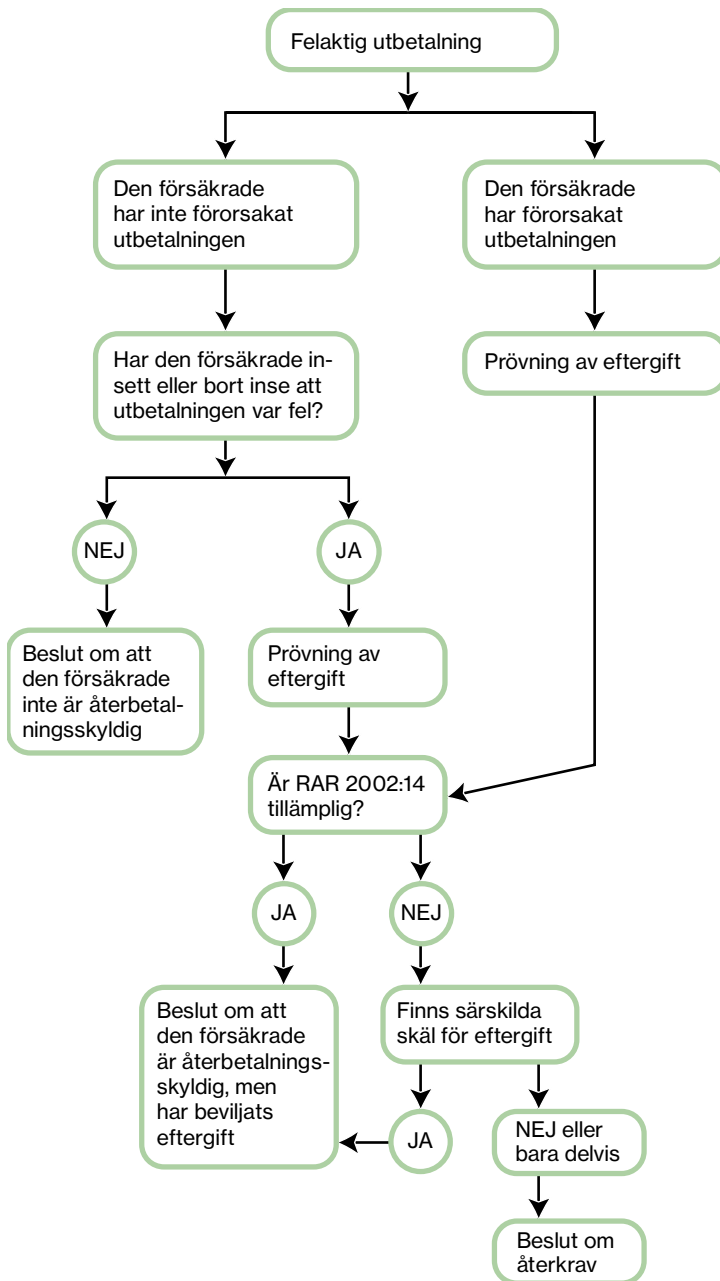 Felaktig utbetalning
Den försäkrade
har inte förorsakat
utbetalningen
Den försäkrade
har förorsakat
utbetalningen
Har den försäkrade in-
sett eller bort inse att
utbetalningen var fel?
Prövning av eftergift
NEJ
JA
Beslut om att
den försäkrade
inte är återbetal-
ningsskyldig
Prövning av
eftergift
Är RAR 2002:14
tillämplig?
JA
NEJ
Beslut om att
den försäkrade
är återbetalnings-
skyldig, men
har beviljats
eftergift
Finns särskilda
skäl för eftergift
JA
NEJ eller
bara delvis
Beslut om
återkrav